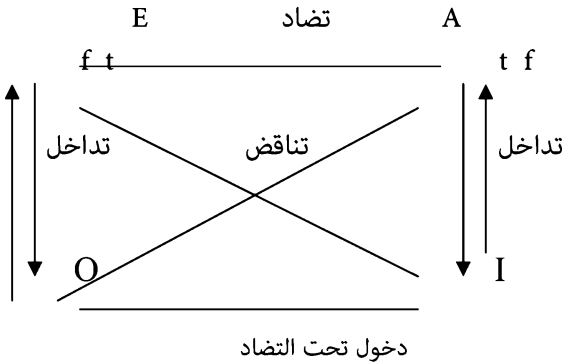 A تضاد E
t f f t
تداخل تناقض تداخل
I O
دخول تحت التضاد